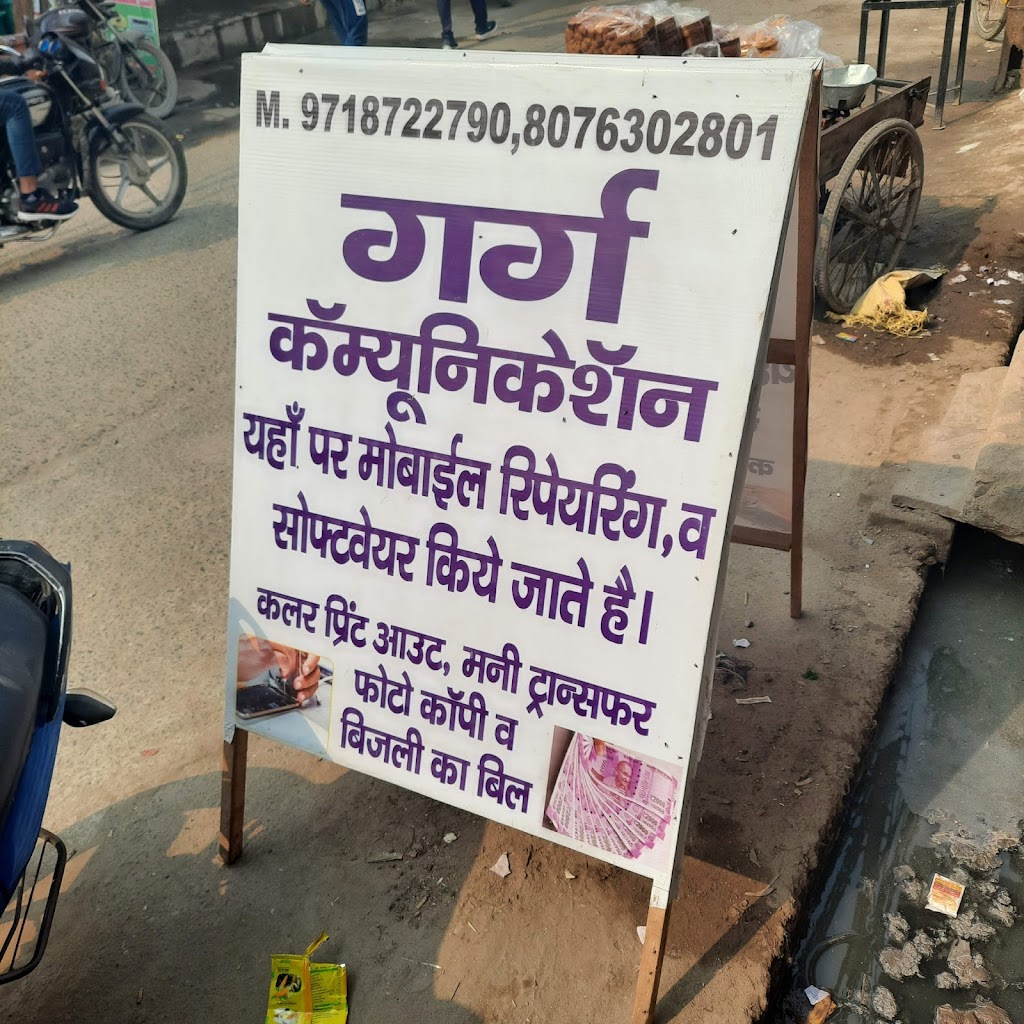 M. 9718722790,8076302801
गर्ग
कॅम्यूनिकेशॅन
यहाँ पर मोबाईल रिपेयरिंग, व
सोफ्टवेयर किये जाते है।
कलर प्रिंट आउट, मनी ट्रान्सफर
फोटो कॉपी व
बिजली का बिल